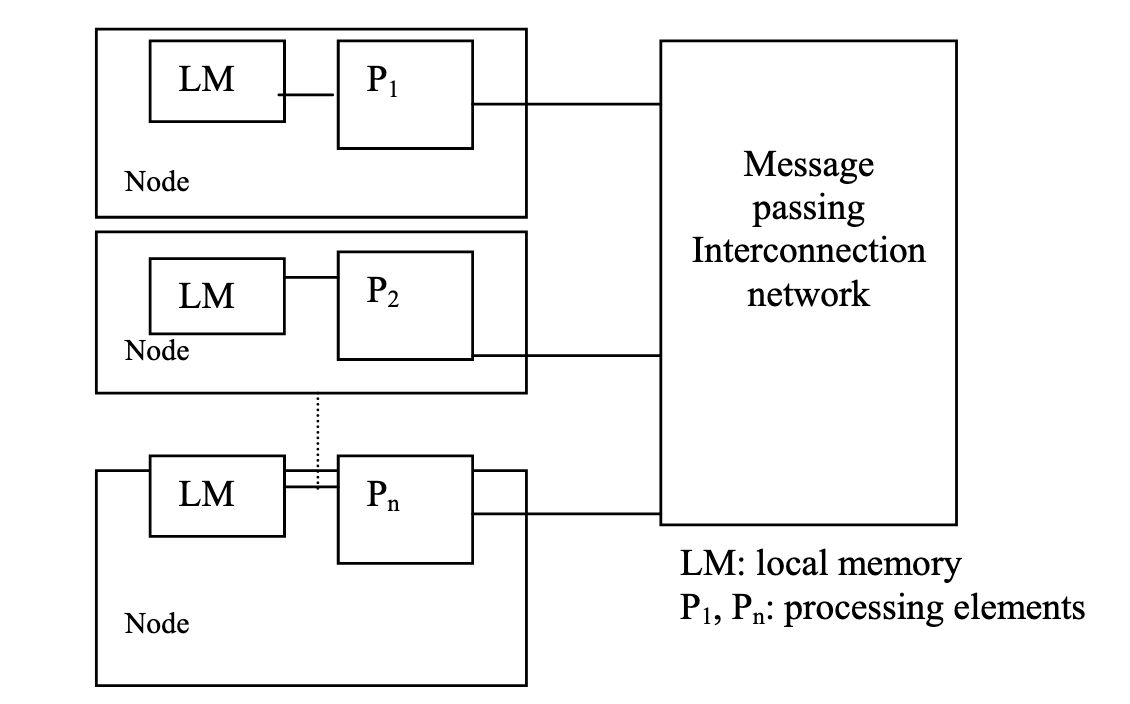 LM
P₁
Node
LM
P₂
Node
LM
Pₙ
Node
Message
passing
Interconnection
network
LM: local memory
P₁, Pₙ: processing elements